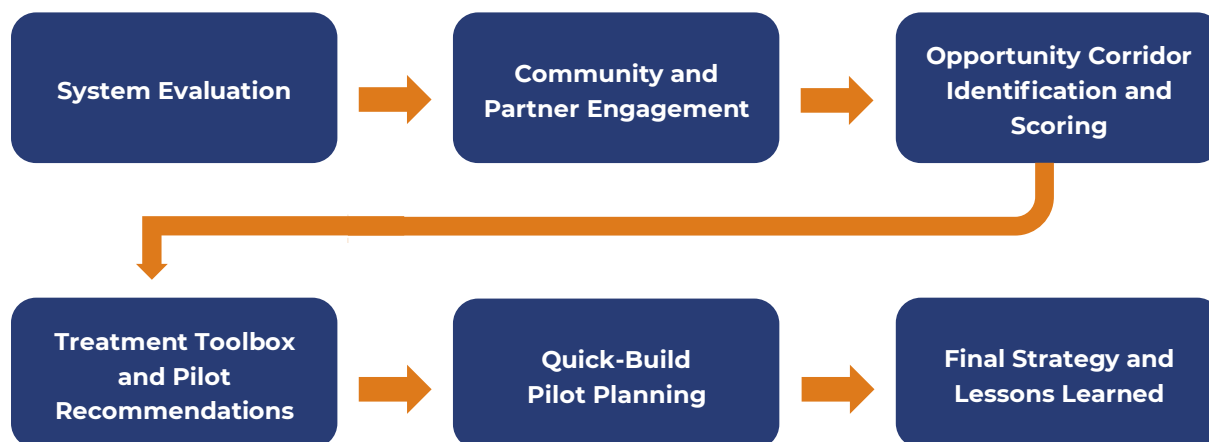 System Evaluation
Community and
Partner Engagement
Opportunity Corridor
Identification and
Scoring
Treatment Toolbox
and Pilot
Recommendations
Quick-Build
Pilot Planning
Final Strategy and
Lessons Learned